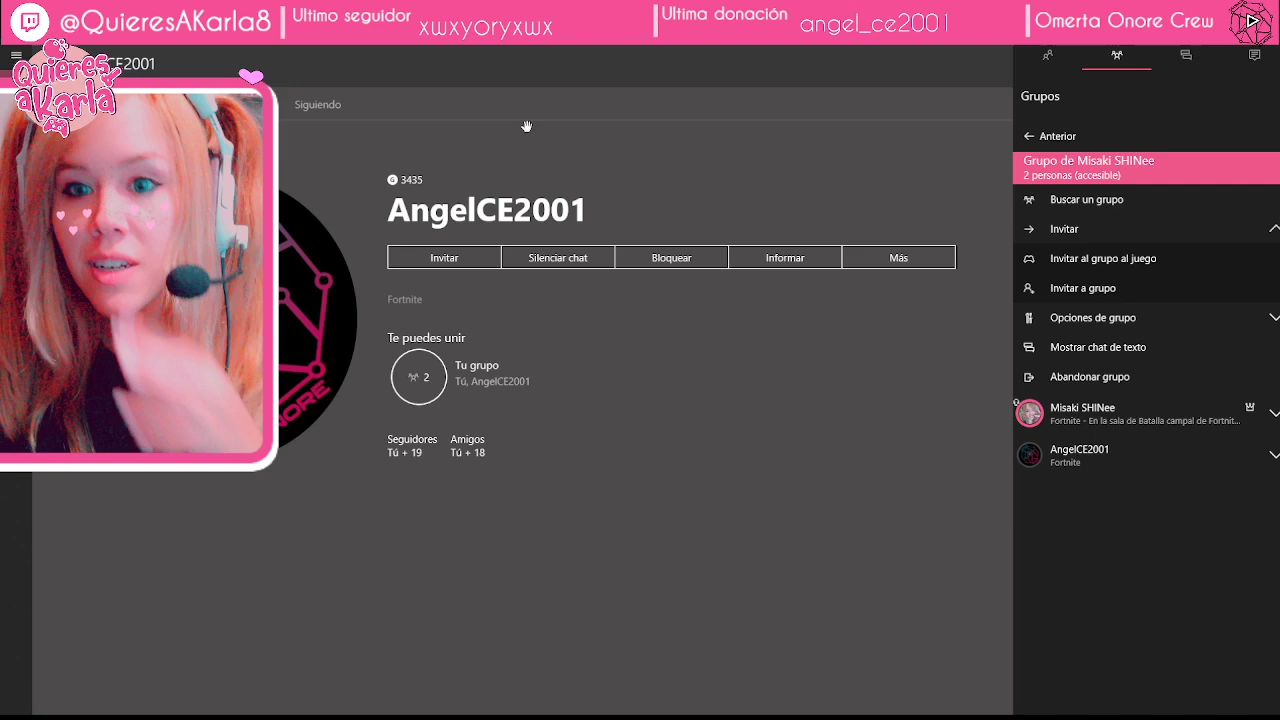 @QuieresAKarla8
Ultimo seguidor
xwxyoryxwx
Ultima donación
angel_ce2001
Omerta Onore Crew
Quieres
a Karla
CE2001
Siguiendo
G 3435
AngelCE2001
Invitar
Silenciar chat
Bloquear
Informar
Más
Fortnite
Te puedes unir
2
Tu grupo
Tú, AngelCE2001
Seguidores
Tú + 19
Amigos
Tú + 18
NORE
Grupos
Anterior
Grupo de Misaki SHINee
2 personas (accesible)
Buscar un grupo
Invitar
Invitar al grupo al juego
Invitar a grupo
Opciones de grupo
Mostrar chat de texto
Abandonar grupo
Misaki SHINee
Fortnite - En la sala de Batalla campal de Fortnit...
AngelCE2001
Fortnite